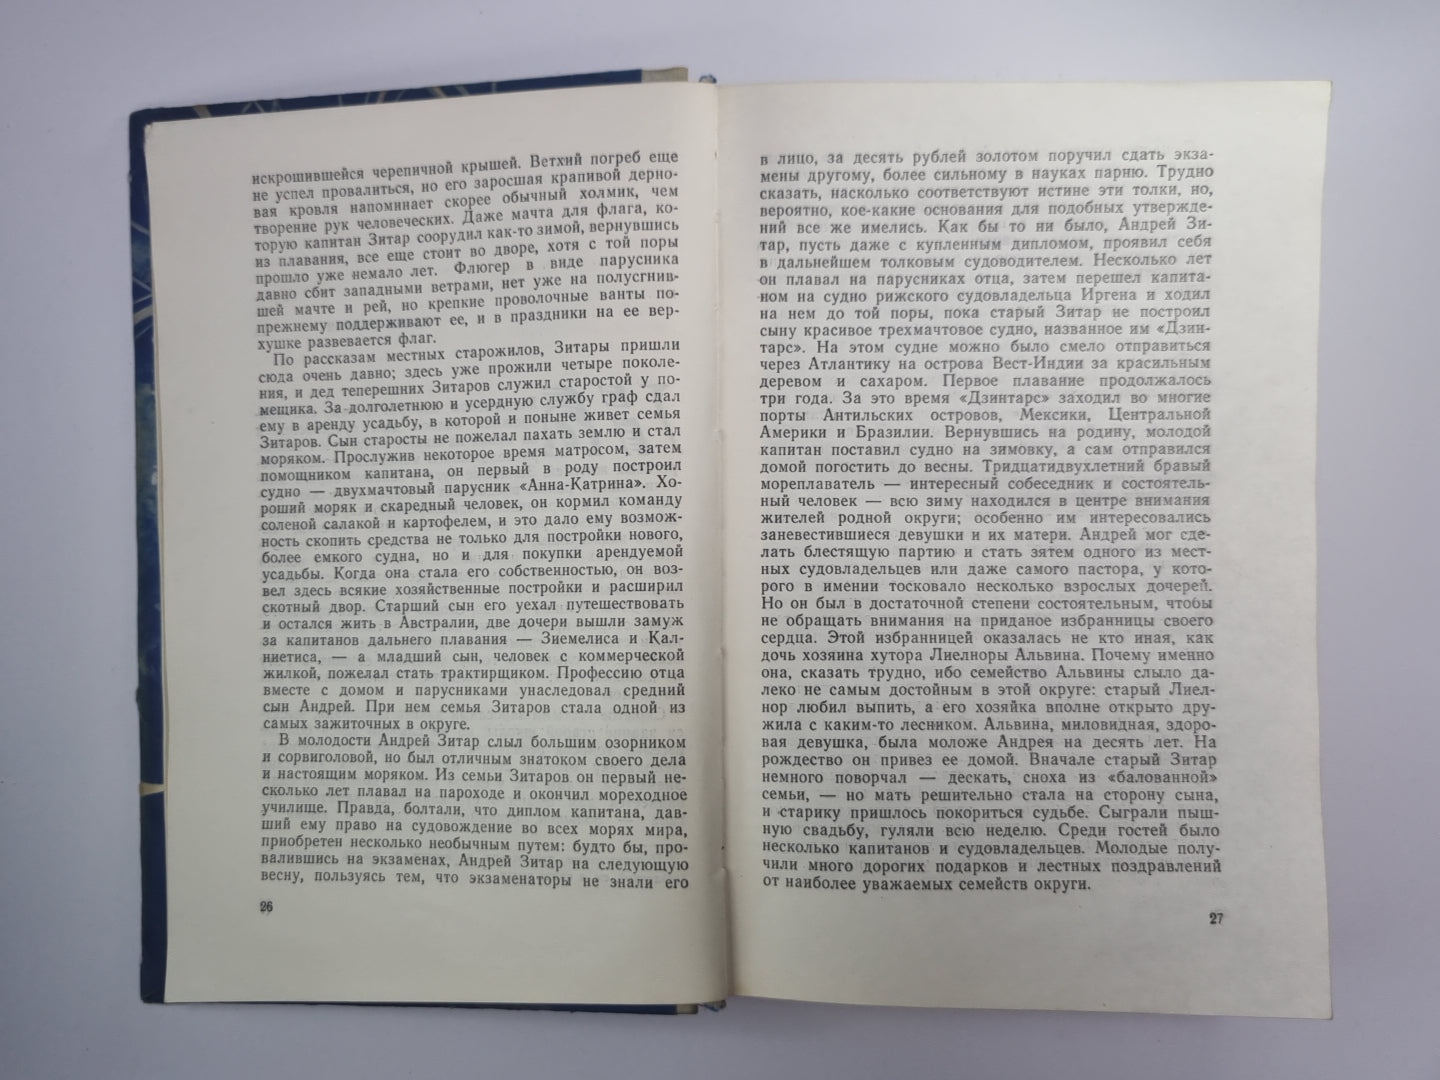 искрошившейся черепичной крышей. Ветхий погреб еще
не успел провалиться, но его заросшая крапивой дерно-
вая кровля напоминает скорее обычный холмик, чем
творение рук человеческих. Даже мачта для флага, ко-
торую капитан Зитар соорудил как-то зимой, вернувшись
из плавания, все еще стоит во дворе, хотя с той поры
прошло уже немало лет. Флюгер в виде парусника
давно сбит западными ветрами, нет уже на полусгнив-
шей мачте и рей, но крепкие проволочные ванты по-
прежнему поддерживают ее, и в праздники на ее вер-
хушке развевается флаг.
По рассказам местных старожилов, Зитары пришли
сюда очень давно; здесь уже прожили четыре поколе-
ния, и дед теперешних Зитаров служил старостой у по-
мещика. За долголетнюю и усердную службу граф сдал
ему в аренду усадьбу, в которой и поныне живет семья
Зитаров. Сын старосты не пожелал пахать землю и стал
моряком. Прослужив некоторое время матросом, затем
помощником капитана, он первый в роду построил
судно — двухмачтовый парусник «Анна-Катрина». Хо-
роший моряк и скаредный человек, он кормил команду
соленой салакой и картофелем, и это дало ему возмож-
ность скопить средства не только для постройки нового,
более емкого судна, но и для покупки арендуемой
усадьбы. Когда она стала его собственностью, он воз-
вел здесь всякие хозяйственные постройки и расширил
скотный двор. Старший сын его уехал путешествовать
и остался жить в Австралии, две дочери вышли замуж
за капитанов дальнего плавания — Зиемелиса и Кал-
ниетиса, — а младший сын, человек с коммерческой
жилкой, пожелал стать трактирщиком. Профессию отца
вместе с домом и парусниками унаследовал средний
сын Андрей. При нем семья Зитаров стала одной из
самых зажиточных в округе.
В молодости Андрей Зитар слыл большим озорником
и сорвиголовой, но был отличным знатоком своего дела
и настоящим моряком. Из семьи Зитаров он первый не-
сколько лет плавал на пароходе и окончил мореходное
училище. Правда, болтали, что диплом капитана, дав-
ший ему право на судовождение во всех морях мира,
приобретен несколько необычным путем: будто бы, про-
валившись на экзаменах, Андрей Зитар на следующую
весну, пользуясь тем, что экзаменаторы не знали его
26
в лицо, за десять рублей золотом поручил сдать экза-
мены другому, более сильному в науках парню. Трудно
сказать, насколько соответствуют истине эти толки, но,
вероятно, кое-какие основания для подобных утвержде-
ний все же имелись. Как бы то ни было, Андрей Зи-
тар, пусть даже с купленным дипломом, проявил себя
в дальнейшем толковым судоводителем. Несколько лет
он плавал на парусниках отца, затем перешел капита-
ном на судно рижского судовладельца Иргена и ходил
на нем до той поры, пока старый Зитар не построил
сыну красивое трехмачтовое судно, названное им «Дзин-
тарс». На этом судне можно было смело отправиться
через Атлантику на острова Вест-Индии за красильным
деревом и сахаром. Первое плавание продолжалось
три года. За это время «Дзинтарс» заходил во многие
порты Антильских островов, Мексики, Центральной
Америки и Бразилии. Вернувшись на родину, молодой
капитан поставил судно на зимовку, а сам отправился
домой погостить до весны. Тридцатидвухлетний бравый
мореплаватель — интересный собеседник и состоятель-
ный человек — всю зиму находился в центре внимания
жителей родной округи; особенно им интересовались
заневестившиеся девушки и их матери. Андрей мог сде-
лать блестящую партию и стать зятем одного из мест-
ных судовладельцев или даже самого пастора, у кото-
рого в имении тосковало несколько взрослых дочерей.
Но он был в достаточной степени состоятельным, чтобы
не обращать внимания на приданое избранницы своего
сердца. Этой избранницей оказалась не кто иная, как
дочь хозяина хутора Лиелноры Альвина. Почему именно
она, сказать трудно, ибо семейство Альвины слыло да-
леко не самым достойным в этой округе: старый Лиел-
нор любил выпить, а его хозяйка вполне открыто дру-
жила с каким-то лесником. Альвина, миловидная, здоро-
вая девушка, была моложе Андрея на десять лет. На
рождество он привез ее домой. Вначале старый Зитар
немного поворчал — дескать, сноха из «балованной»
семьи, — но мать решительно стала на сторону сына,
и старику пришлось покориться судьбе. Сыграли пыш-
ную свадьбу, гуляли всю неделю. Среди гостей было
несколько капитанов и судовладельцев. Молодые полу-
чили много дорогих подарков и лестных поздравлений
от наиболее уважаемых семейств округи.
27